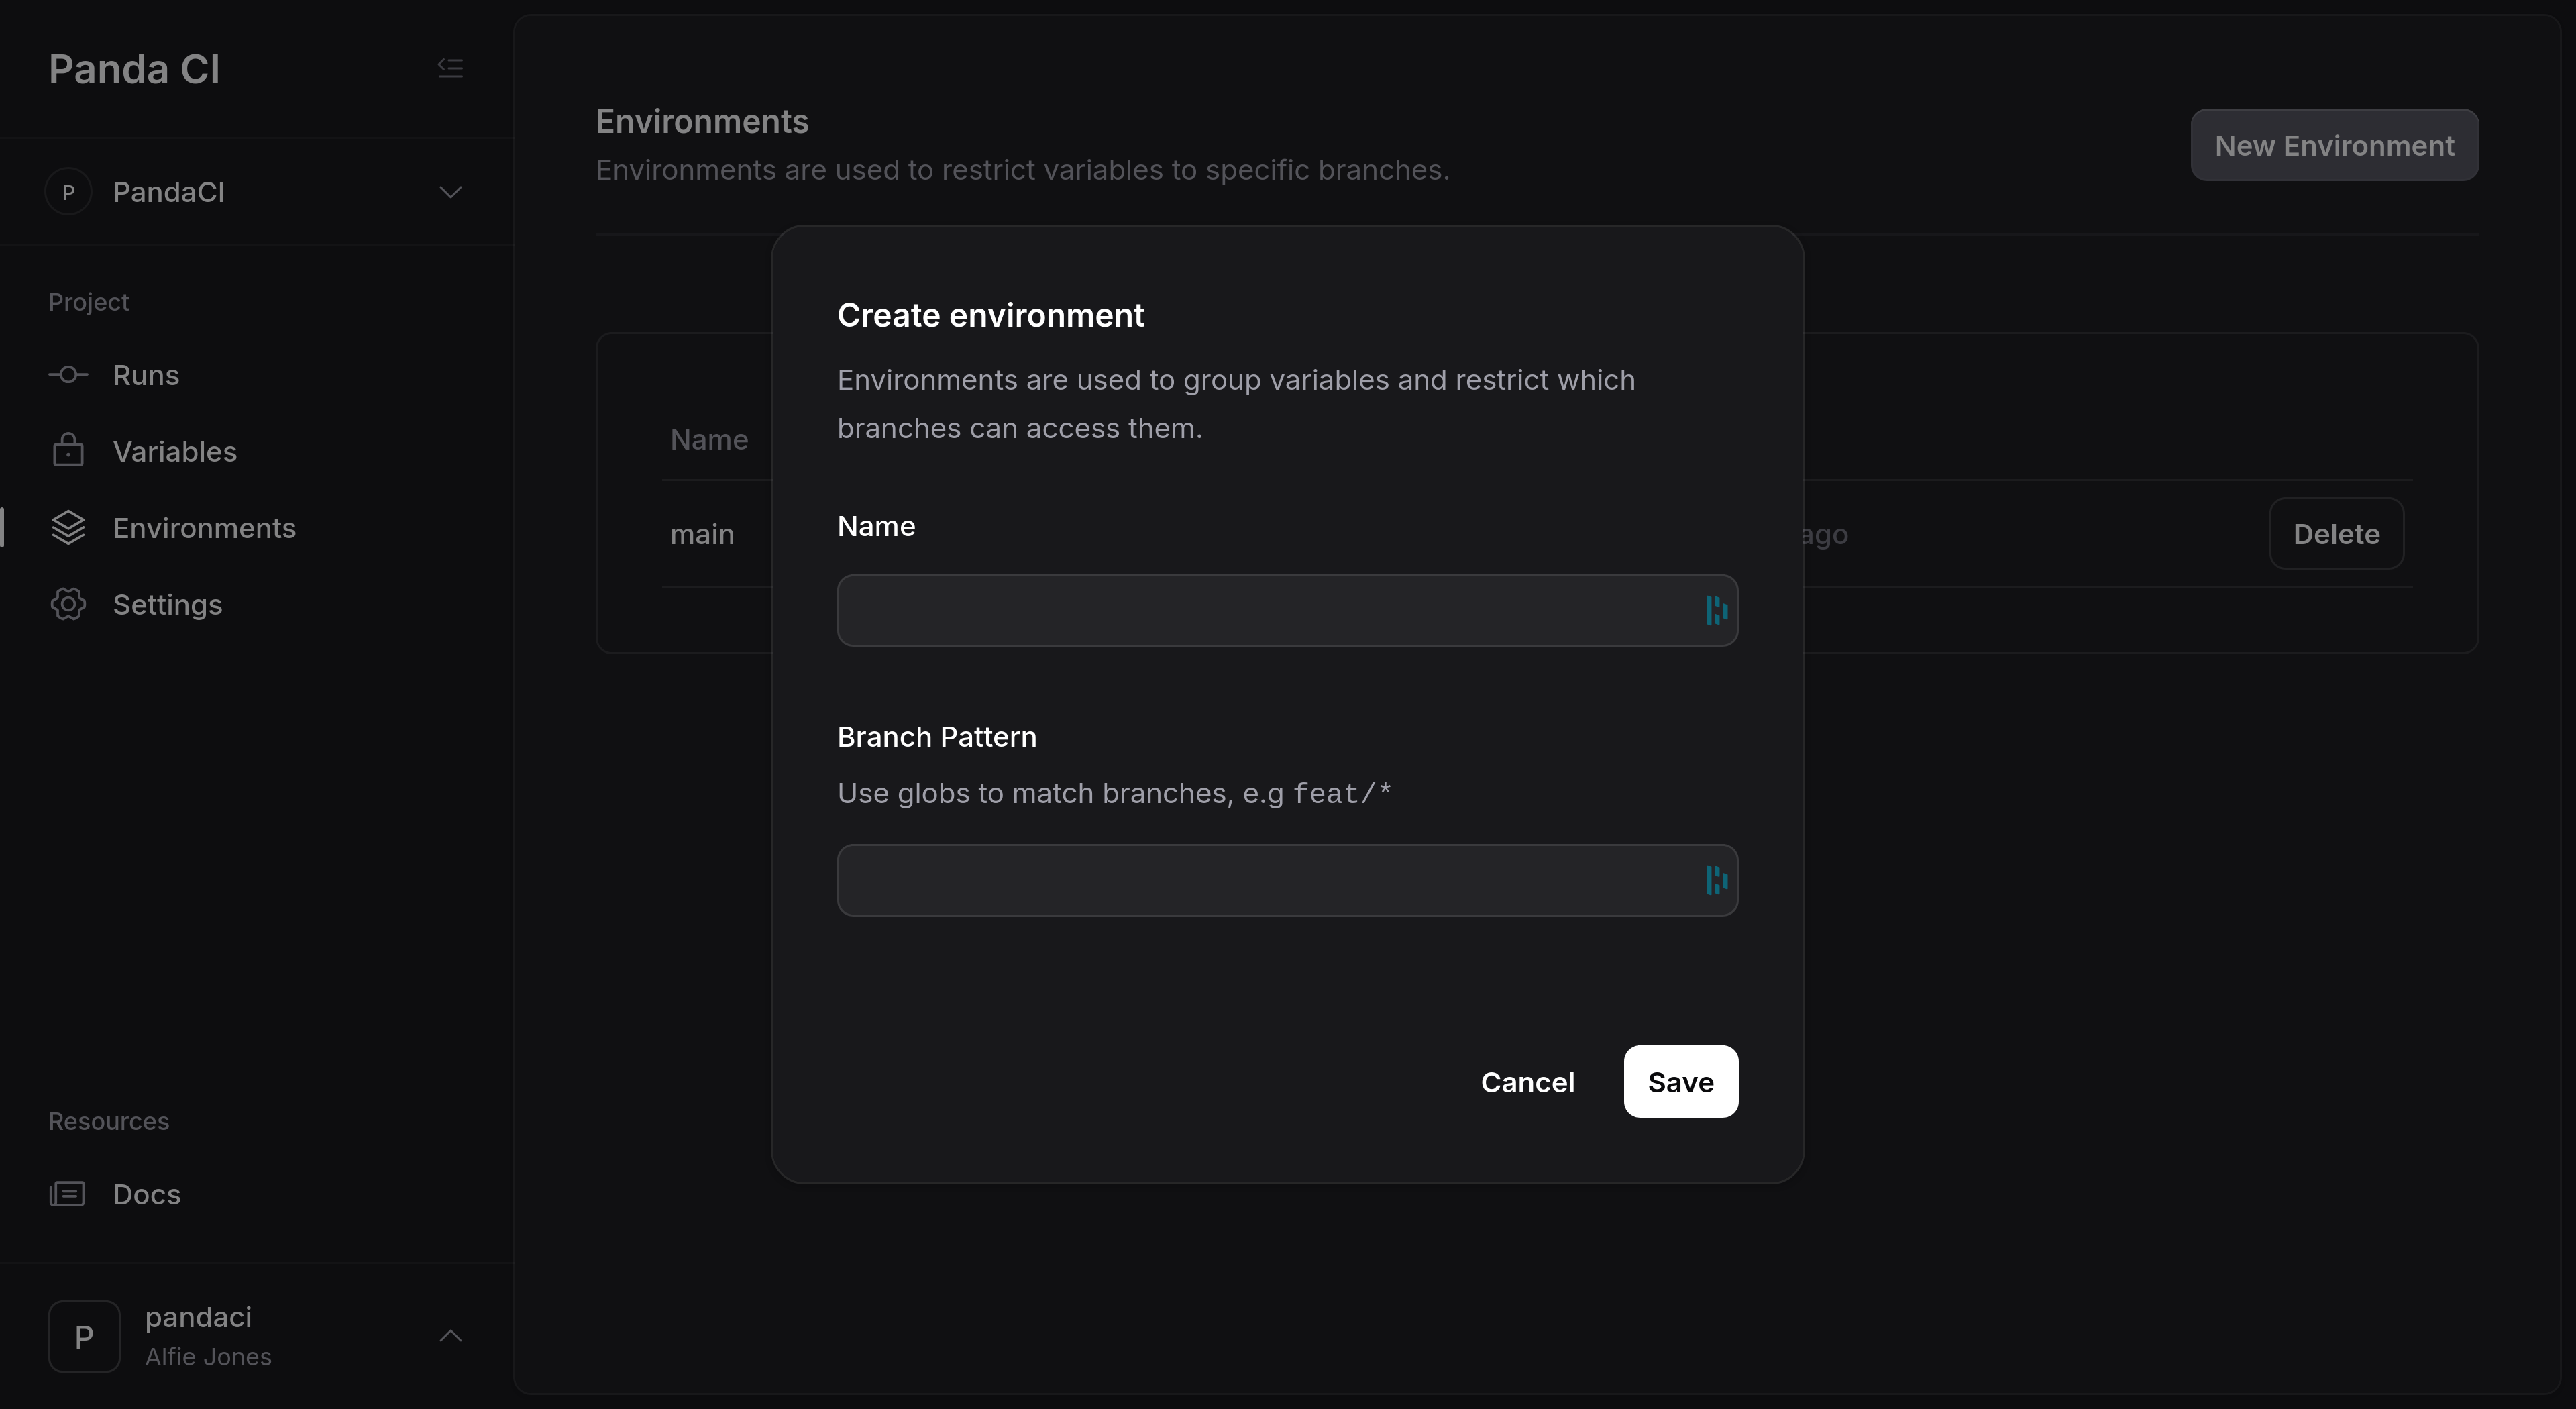 Panda CI
P
PandaCI
Project
Runs
Variables
Environments
Settings
Resources
Docs
P
pandaci
Alfie Jones
Environments
Environments are used to restrict variables to specific branches.
New Environment
Name
main
ago
Delete
Create environment
Environments are used to group variables and restrict which
branches can access them.
Name
Branch Pattern
Use globs to match branches, e.g feat/*
Cancel
Save